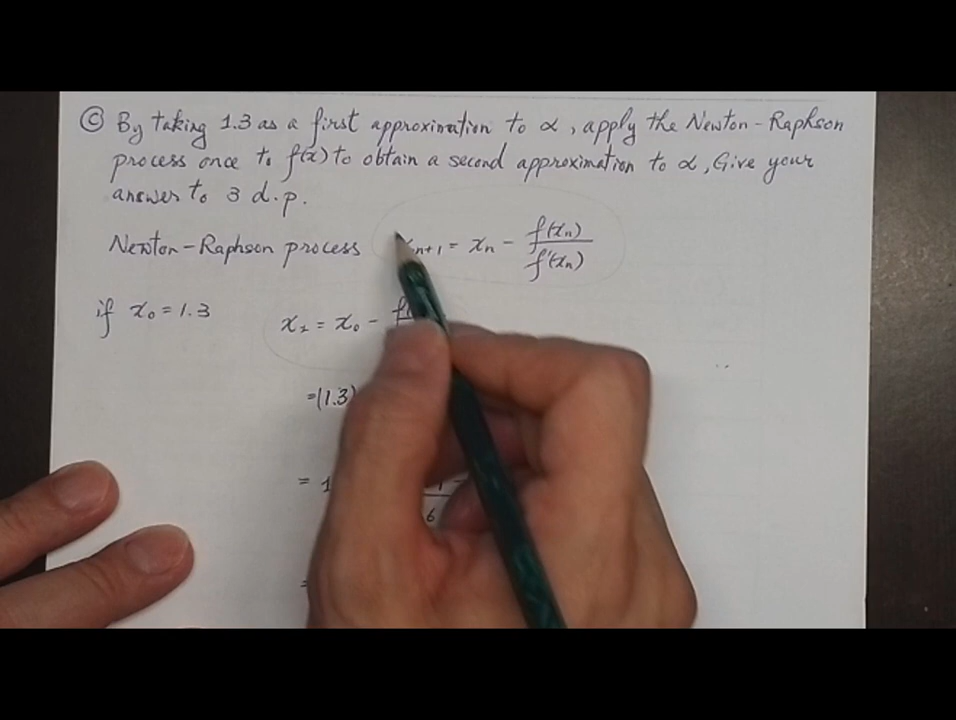 ⓒ By taking 1.3 as a first approximation to α, apply the Newton-Raphson
process once to f(x) to obtain a second approximation to α, Give your
answer to 3 d.p.
Newton-Raphson process n+1 = xn - f(xn) / f'(xn)
if x0 = 1.3 x1 = x0 -
=(1.3)
= 1
6
=